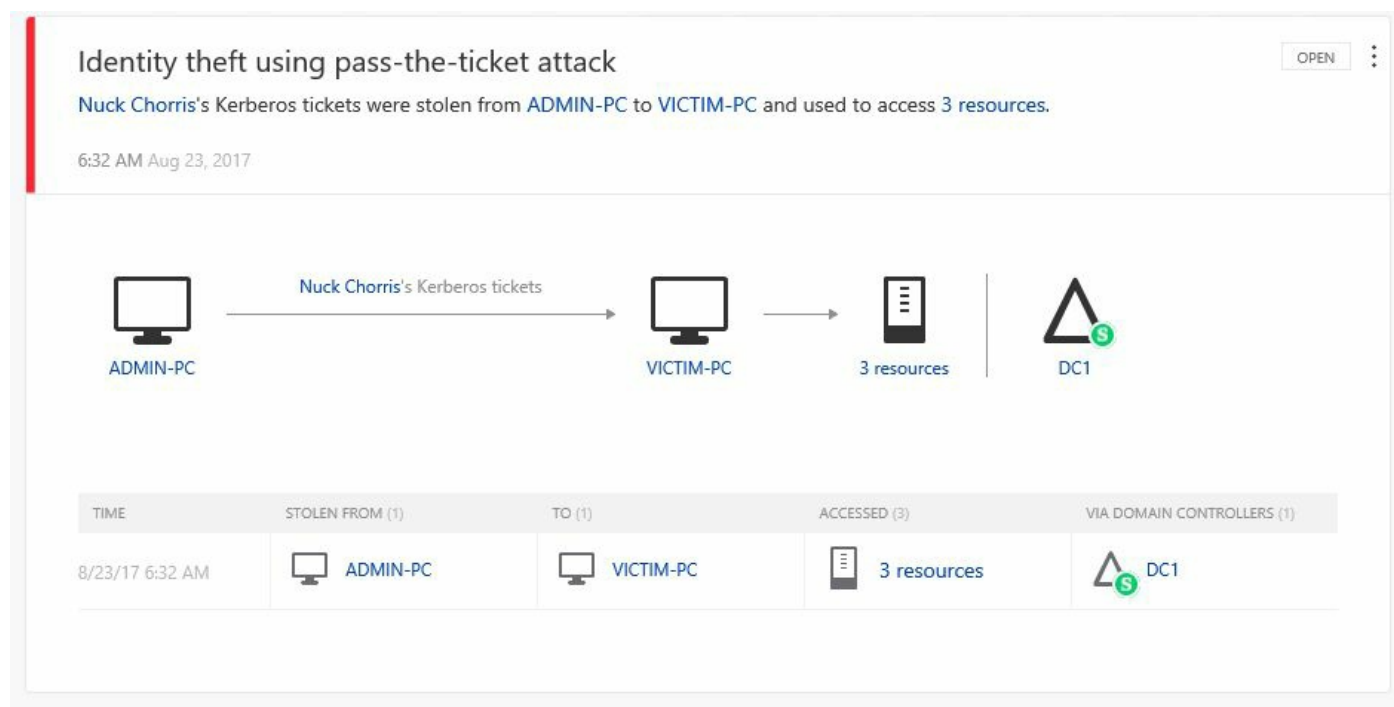 Identity theft using pass-the-ticket attack
OPEN
Nuck Chorris's Kerberos tickets were stolen from ADMIN-PC to VICTIM-PC and used to access 3 resources.
6:32 AM Aug 23, 2017
Nuck Chorris's Kerberos tickets
S
ADMIN-PC VICTIM-PC 3 resources DC1
TIME STOLEN FROM (1) TO (1) ACCESSED (3) VIA DOMAIN CONTROLLERS (1)
8/23/17 6:32 AM ADMIN-PC VICTIM-PC 3 resources S DC1